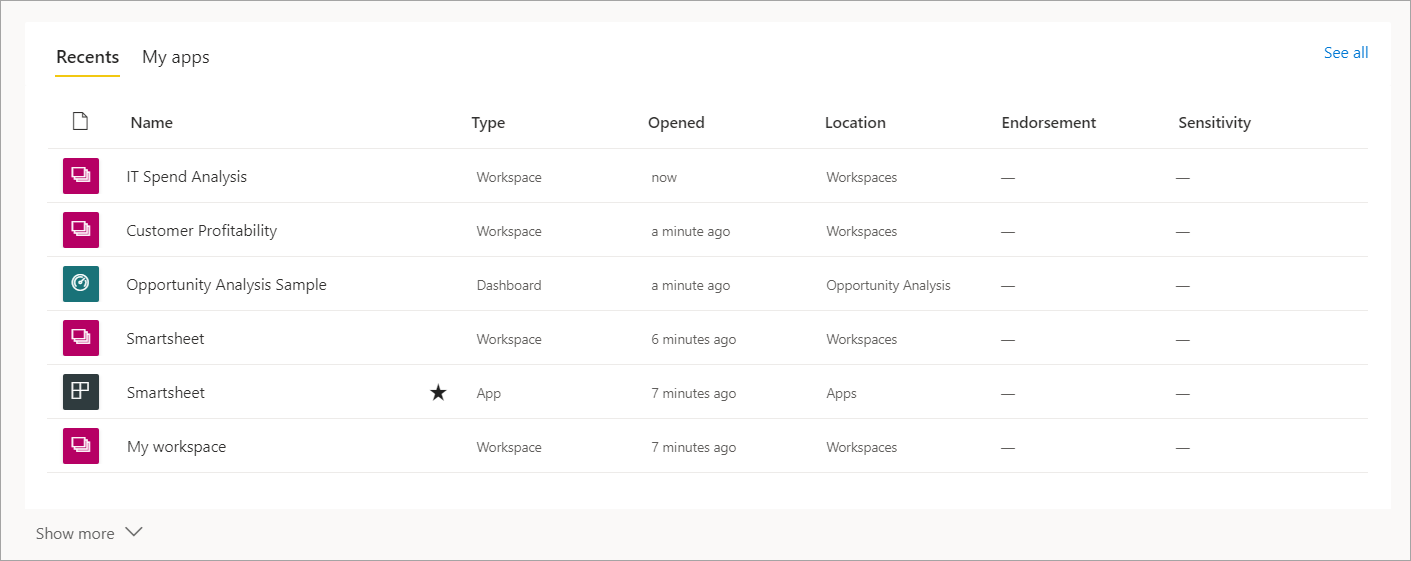 Recents My apps See all
Name Type Opened Location Endorsement Sensitivity
IT Spend Analysis Workspace now Workspaces — —
Customer Profitability Workspace a minute ago Workspaces — —
Opportunity Analysis Sample Dashboard a minute ago Opportunity Analysis — —
Smartsheet Workspace 6 minutes ago Workspaces — —
Smartsheet ★ App 7 minutes ago Apps — —
My workspace Workspace 7 minutes ago Workspaces — —
Show more